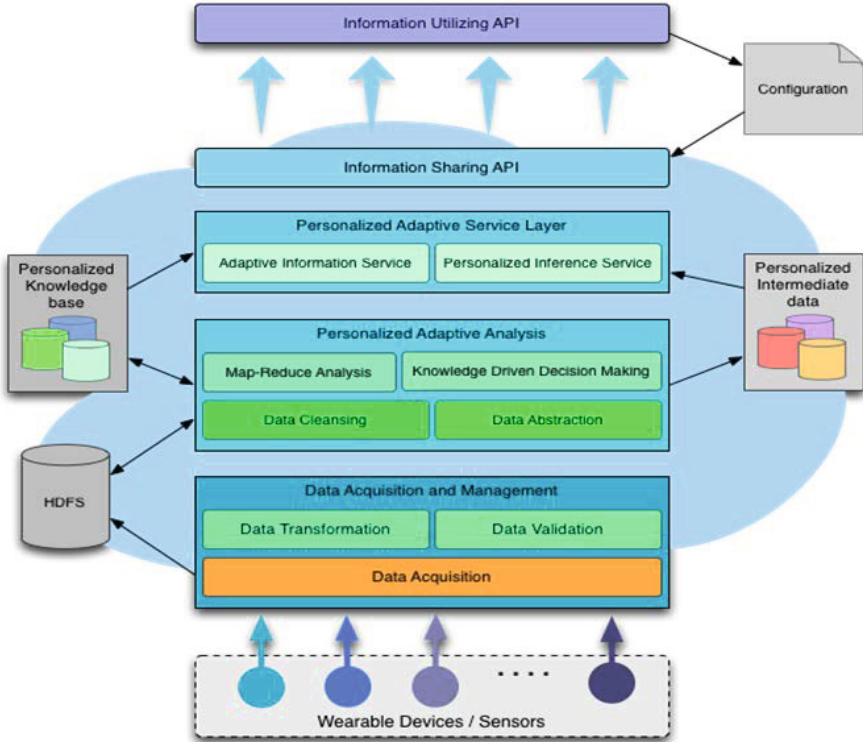 Information Utilizing API
Configuration
Information Sharing API
Personalized Adaptive Service Layer
Adaptive Information Service
Personalized Inference Service
Personalized
Knowledge
base
Personalized
Intermediate
data
Personalized Adaptive Analysis
Map-Reduce Analysis
Knowledge Driven Decision Making
Data Cleansing
Data Abstraction
HDFS
Data Acquisition and Management
Data Transformation
Data Validation
Data Acquisition
Wearable Devices / Sensors